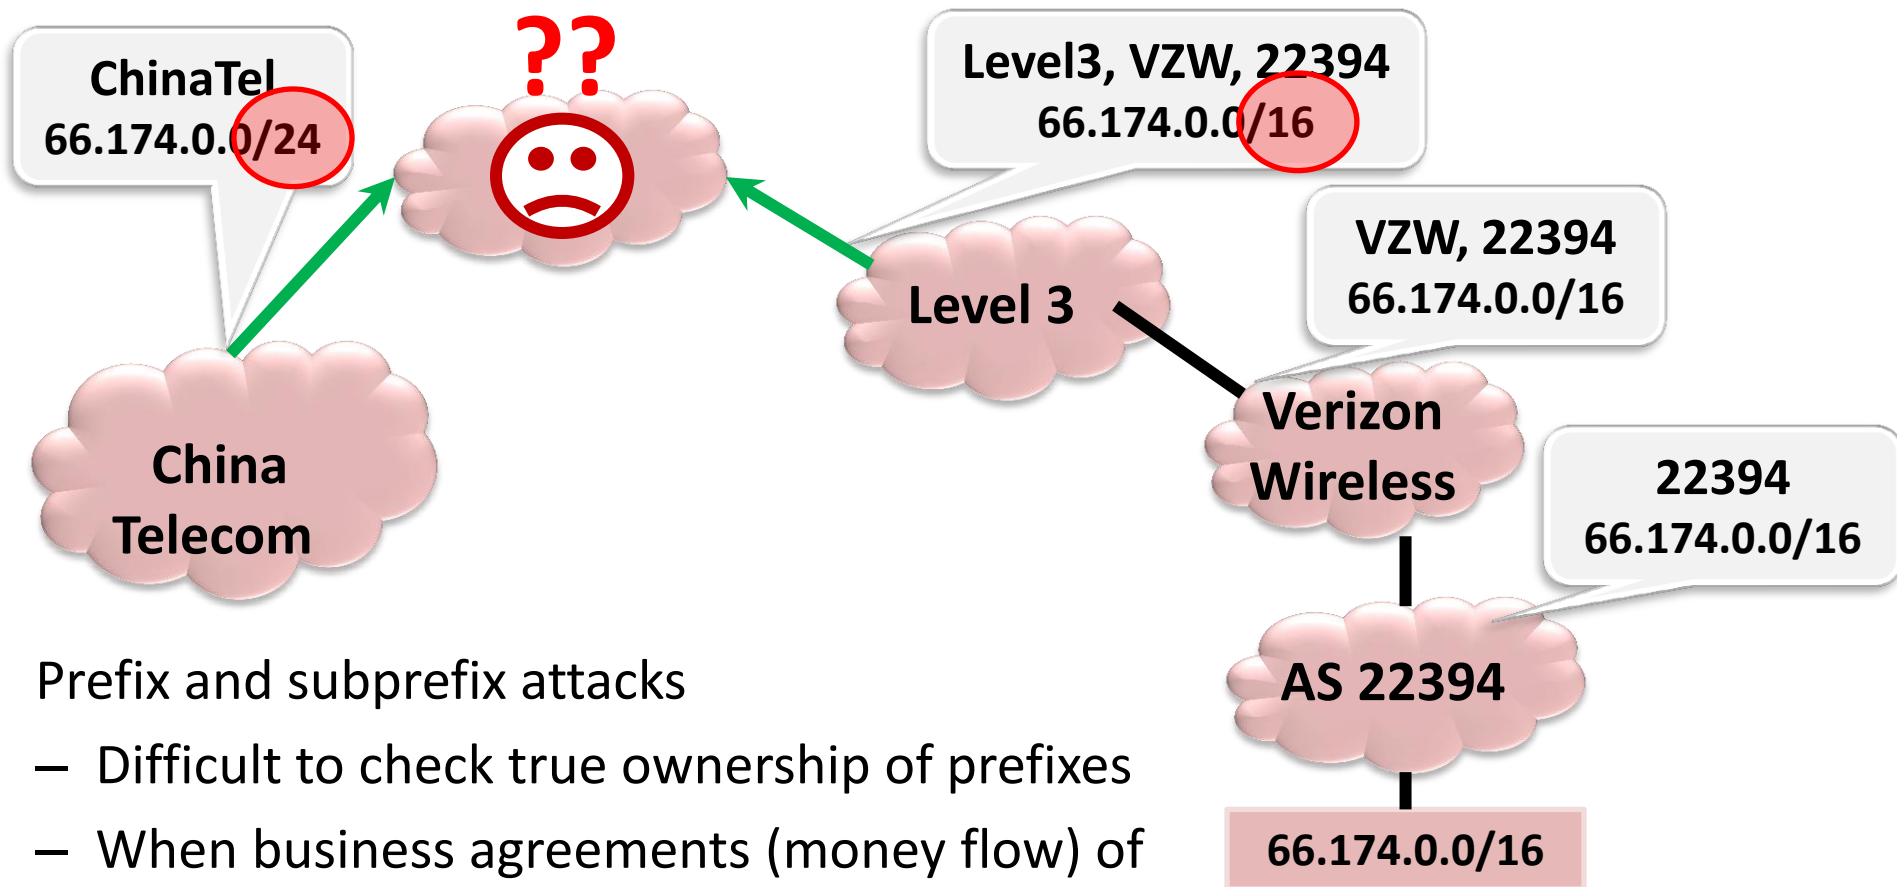 ??
ChinaTel
66.174.0.0/24
Level3, VZW, 22394
66.174.0.0/16
VZW, 22394
66.174.0.0/16
Level 3
Verizon
Wireless
China
Telecom
22394
66.174.0.0/16
AS 22394
66.174.0.0/16
Prefix and subprefix attacks
– Difficult to check true ownership of prefixes
– When business agreements (money flow) of